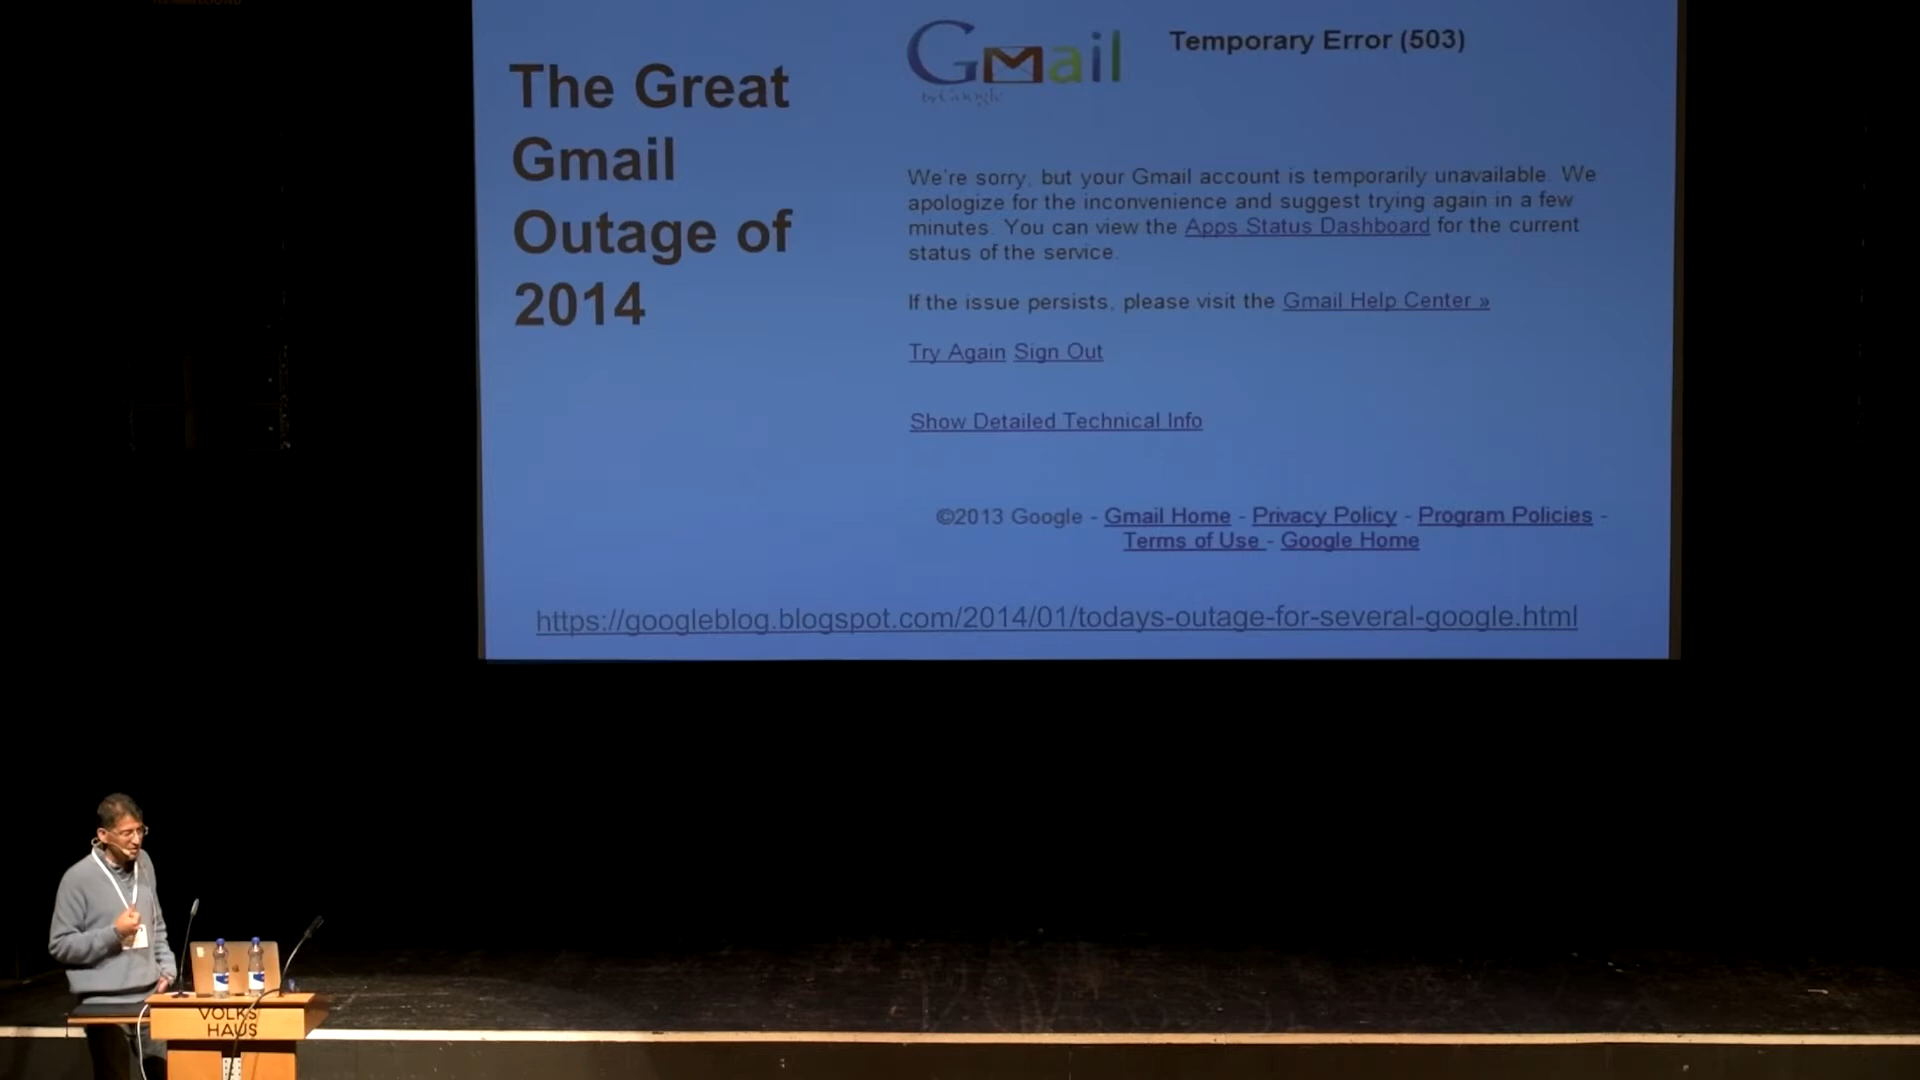 The Great
Gmail
Outage of
2014
Gmail
by Google
Temporary Error (503)
We're sorry, but your Gmail account is temporarily unavailable. We
apologize for the inconvenience and suggest trying again in a few
minutes. You can view the Apps Status Dashboard for the current
status of the service.
If the issue persists, please visit the Gmail Help Center »
Try Again Sign Out
Show Detailed Technical Info
©2013 Google - Gmail Home - Privacy Policy - Program Policies -
Terms of Use - Google Home
https://googleblog.blogspot.com/2014/01/todays-outage-for-several-google.html
VOLKS
HAUS